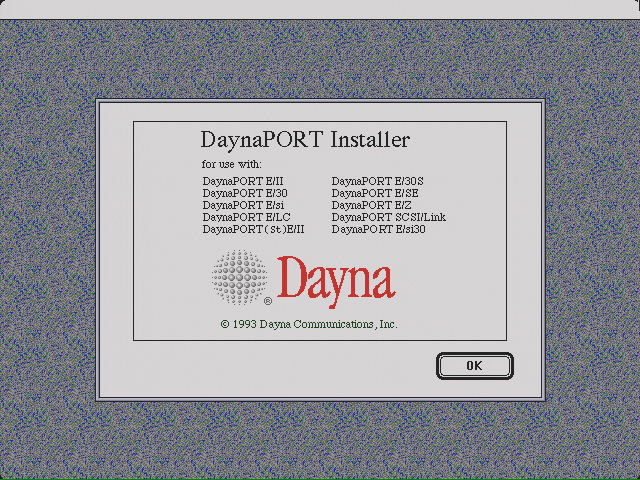 DaynaPORT Installer
for use with:
DaynaPORT E/II DaynaPORT E/30S
DaynaPORT E/30 DaynaPORT E/SE
DaynaPORT E/si DaynaPORT E/Z
DaynaPORT E/LC DaynaPORT SCSI/Link
DaynaPORT(St)E/II DaynaPORT E/si30
® Dayna
© 1993 Dayna Communications, Inc.
OK